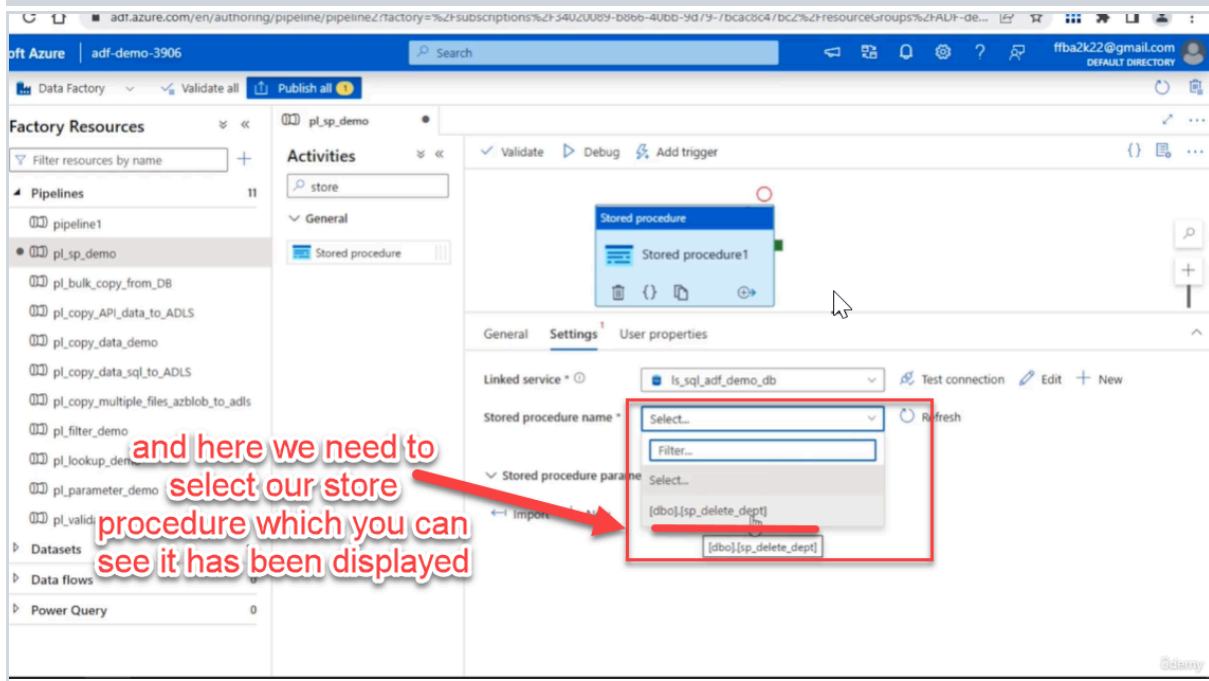 adf.azure.com/en/authoring/pipeline/pipeline2?factory=%2Fsubscriptions%2F34020089-b866-40bb-9d79-7bcac8c47bc2%2FresourceGroups%2FADF-de...
oft Azure
adf-demo-3906
Search
ffba2k22@gmail.com
DEFAULT DIRECTORY
Data Factory
Validate all
Publish all 1
Factory Resources
Filter resources by name
Pipelines 11
pipeline1
pl_sp_demo
pl_bulk_copy_from_DB
pl_copy_API_data_to_ADLS
pl_copy_data_demo
pl_copy_data_sql_to_ADLS
pl_copy_multiple_files_azblob_to_adls
pl_filter_demo
pl_lookup_dem
pl_parameter_demo
pl_valid
Datasets
Data flows 0
Power Query 0
pl_sp_demo
Activities
store
General
Stored procedure
Validate
Debug
Add trigger
Stored procedure
Stored procedure1
General
Settings 1
User properties
Linked service *
ls_sql_adf_demo_db
Test connection
Edit
New
Stored procedure name *
Select...
Refresh
Filter...
Select...
[dbo].[sp_delete_dept]
[dbo].[sp_delete_dept]
Stored procedure parame
Import
and here we need to
select our store
procedure which you can
see it has been displayed
ûdemy